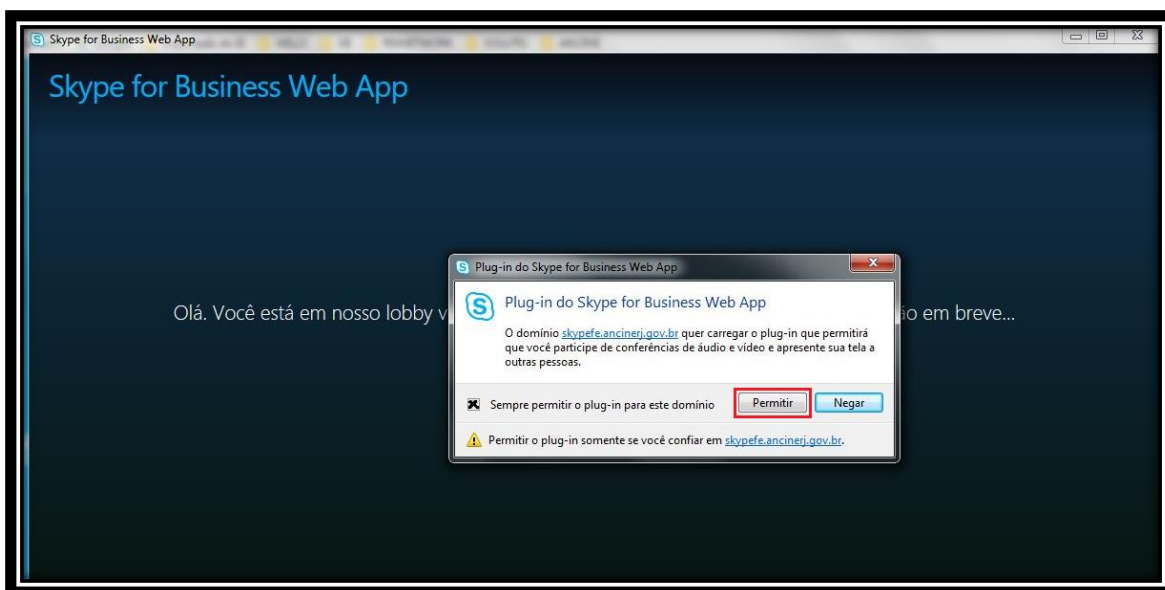 Skype for Business Web App
Skype for Business Web App
Plug-in do Skype for Business Web App
Plug-in do Skype for Business Web App
O domínio skypefe.ancinerj.gov.br quer carregar o plug-in que permitirá
que você participe de conferências de áudio e vídeo e apresente sua tela a
outras pessoas.
Olá. Você está em nosso lobby v
ão em breve...
Sempre permitir o plug-in para este domínio Permitir Negar
Permitir o plug-in somente se você confiar em skypefe.ancinerj.gov.br.